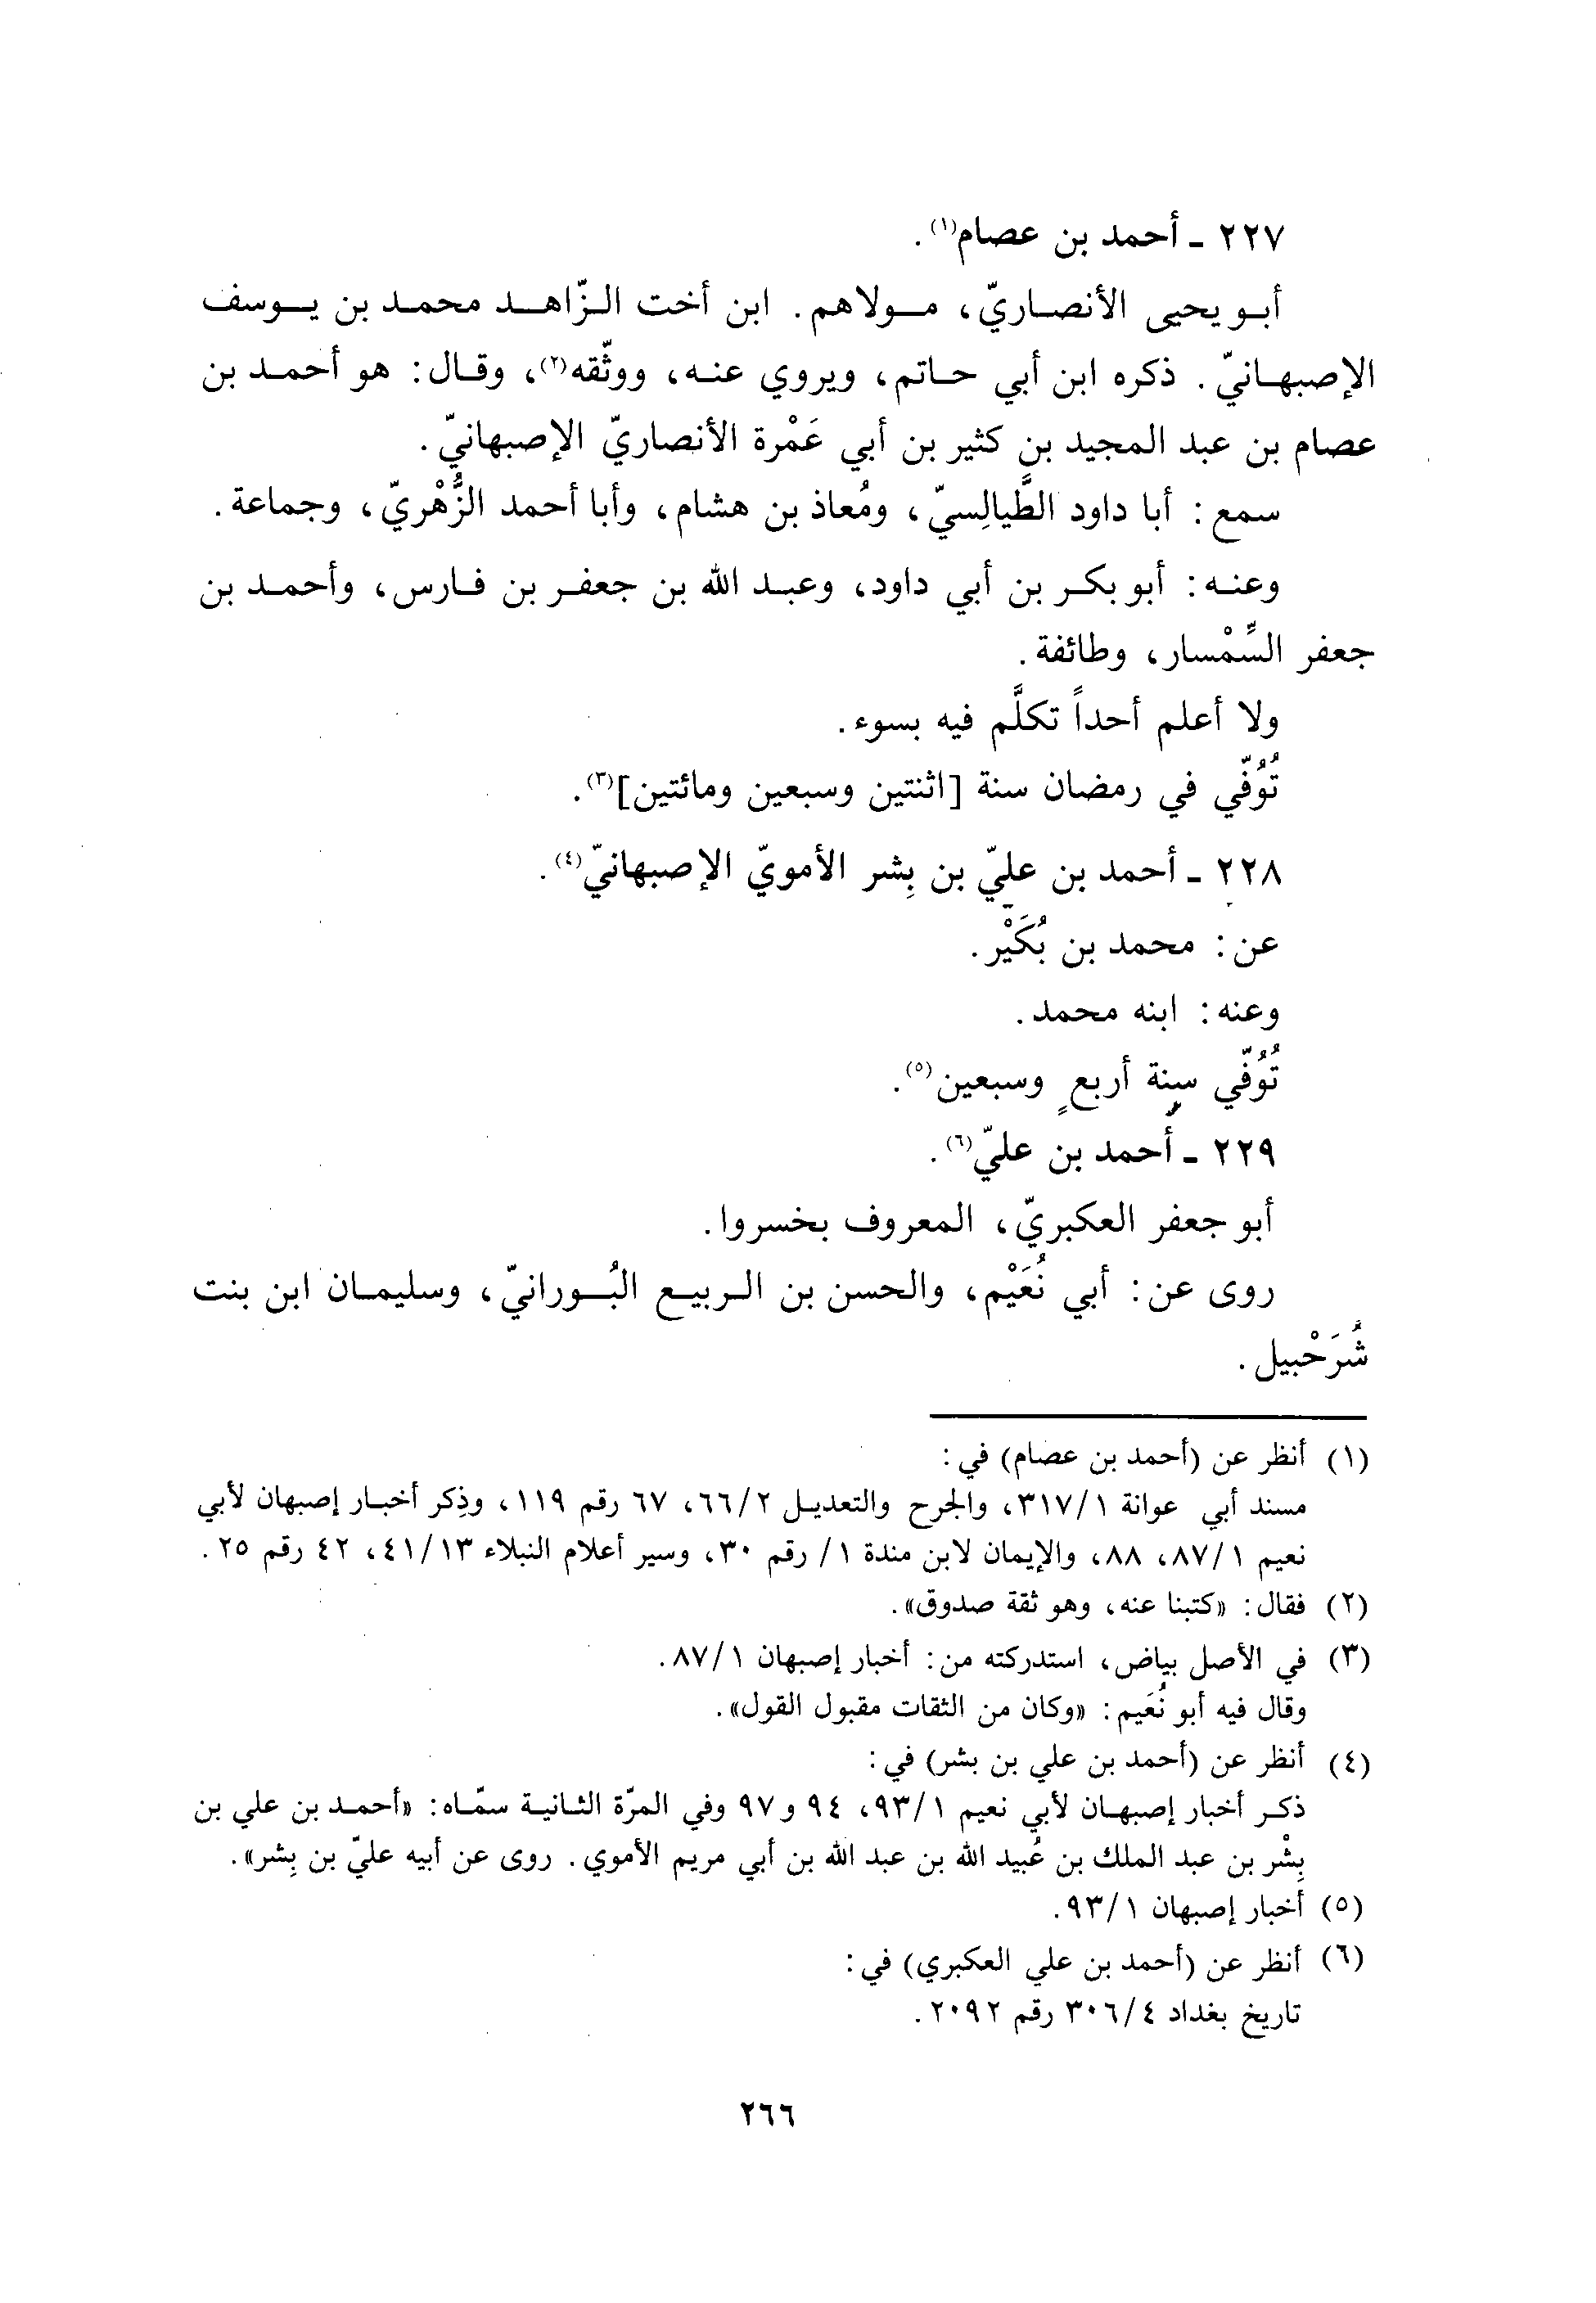 ٢٢٧ - أحمد بن عصام(١).
أبو يحيى الأنصاريّ، مولاهم. ابن أخت الزّاهد محمد بن يوسف
الإصبهانيّ. ذكره ابن أبي حاتم، ويروي عنه، ووثّقه(٢)، وقال: هو أحمد بن
عصام بن عبد المجيد بن كثير بن أبي عَمْرة الأنصاريّ الإصبهانيّ.
سمع: أبا داود الطَّيالِسيّ، ومُعاذ بن هشام، وأبا أحمد الزُّهْريّ، وجماعة.
وعنه: أبو بكر بن أبي داود، وعبد الله بن جعفر بن فارس، وأحمد بن
جعفر السِّمْسار، وطائفة.
ولا أعلم أحداً تكلَّم فيه بسوء.
تُوُفّي في رمضان سنة [اثنتين وسبعين ومائتين](٣).
٢٢٨ - أحمد بن عليّ بن بِشر الأمويّ الإصبهانيّ(٤).
عن: محمد بن بُكَيْر.
وعنه: ابنه محمد.
تُوُفّي سنة أربعٍ وسبعين(٥).
٢٢٩ - أحمد بن عليّ(٦).
أبو جعفر العكبريّ، المعروف بخسروا.
روى عن: أبي نُعَيْم، والحسن بن الربيع البُورانيّ، وسليمان ابن بنت
شُرَحْبيل.
(١) أنظر عن (أحمد بن عصام) في:
مسند أبي عوانة ٣١٧/١، والجرح والتعديل ٦٦/٢، ٦٧ رقم ١١٩، وذِكر أخبار إصبهان لأبي
نعيم ٨٧/١، ٨٨، والإيمان لابن مندة ١/ رقم ٣٠، وسير أعلام النبلاء ٤١/١٣، ٤٢ رقم ٢٥.
(٢) فقال: «كتبنا عنه، وهو ثقة صدوق».
(٣) في الأصل بياض، استدركته من: أخبار إصبهان ٨٧/١.
وقال فيه أبو نُعَيم: «وكان من الثقات مقبول القول».
(٤) أنظر عن (أحمد بن علي بن بشر) في:
ذكر أخبار إصبهان لأبي نعيم ٩٣/١، ٩٤ و٩٧ وفي المرّة الثانية سمّاه: «أحمد بن علي بن
بِشْر بن عبد الملك بن عُبيد الله بن عبد الله بن أبي مريم الأموي. روى عن أبيه عليّ بن بِشر».
(٥) أخبار إصبهان ٩٣/١.
(٦) أنظر عن (أحمد بن علي العكبري) في:
تاريخ بغداد ٣٠٦/٤ رقم ٢٠٩٢.
٢٦٦